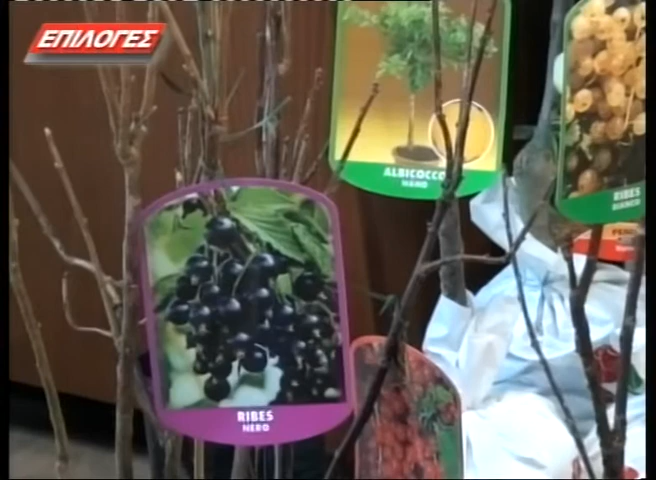 ΕΠΙΛΟΓΕΣ
ALBICOCCO
NANO
RIBES
BIANCO
RIBES
NERO